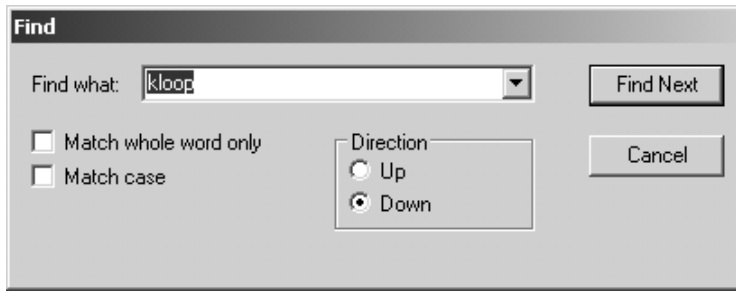 Find
Find what: kloop Find Next
Match whole word only Direction Cancel
Match case Up
Down